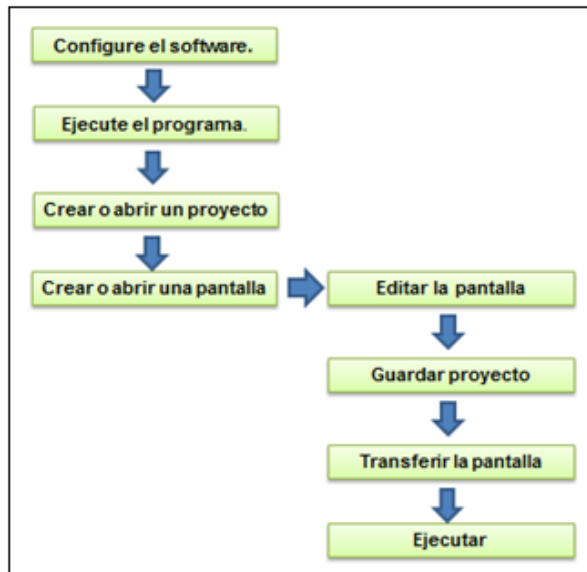 Configure el software.
Ejecute el programa.
Crear o abrir un proyecto
Crear o abrir una pantalla
Editar la pantalla
Guardar proyecto
Transferir la pantalla
Ejecutar